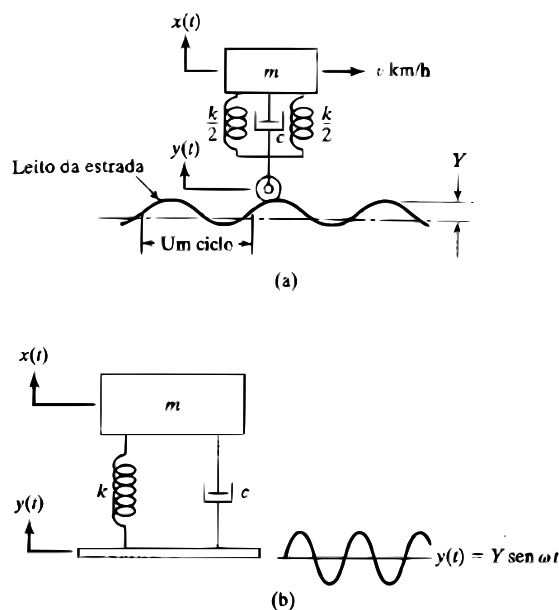 x(t)
m
v km/h
k/2
c
k/2
y(t)
Leito da estrada
Y
Um ciclo
(a)
x(t)
m
k
c
y(t)
y(t) = Y sen ωt
(b)